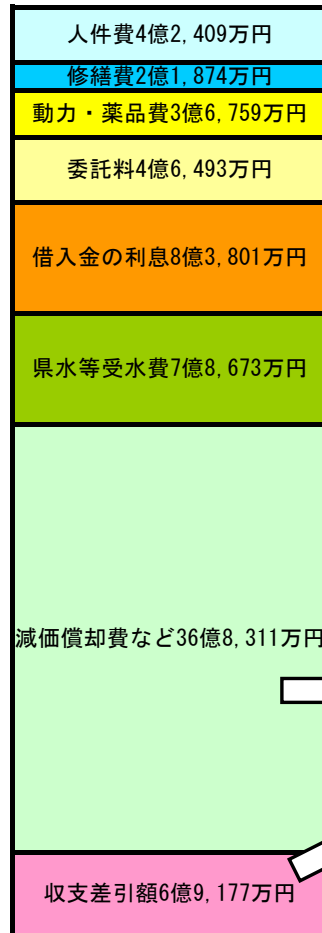 人件費4億2,409万円
修繕費2億1,874万円
動力・薬品費3億6,759万円
委託料4億6,493万円
借入金の利息8億3,801万円
県水等受水費7億8,673万円
減価償却費など36億8,311万円
収支差引額6億9,177万円